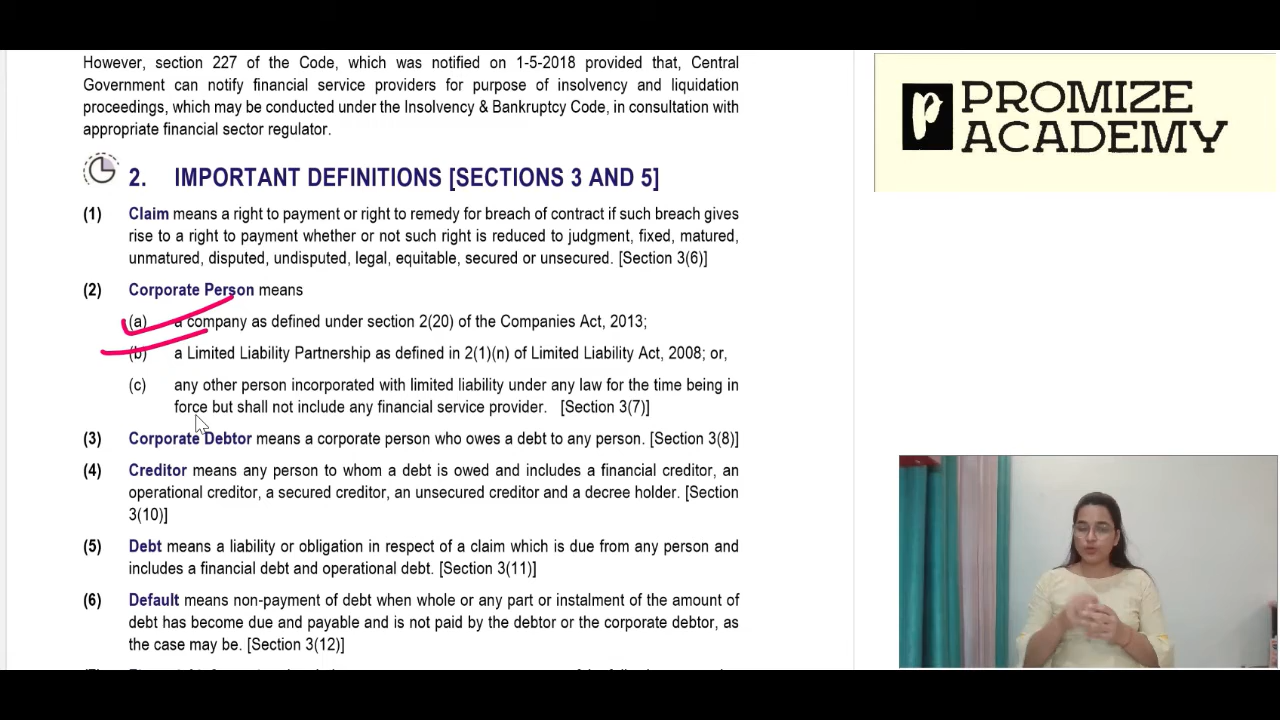 However, section 227 of the Code, which was notified on 1-5-2018 provided that, Central
Government can notify financial service providers for purpose of insolvency and liquidation
proceedings, which may be conducted under the Insolvency & Bankruptcy Code, in consultation with
appropriate financial sector regulator.
2. IMPORTANT DEFINITIONS [SECTIONS 3 AND 5]
(1) Claim means a right to payment or right to remedy for breach of contract if such breach gives
rise to a right to payment whether or not such right is reduced to judgment, fixed, matured,
unmatured, disputed, undisputed, legal, equitable, secured or unsecured. [Section 3(6)]
(2) Corporate Person means
(a) a company as defined under section 2(20) of the Companies Act, 2013;
(b) a Limited Liability Partnership as defined in 2(1)(n) of Limited Liability Act, 2008; or,
(c) any other person incorporated with limited liability under any law for the time being in
force but shall not include any financial service provider. [Section 3(7)]
(3) Corporate Debtor means a corporate person who owes a debt to any person. [Section 3(8)]
(4) Creditor means any person to whom a debt is owed and includes a financial creditor, an
operational creditor, a secured creditor, an unsecured creditor and a decree holder. [Section
3(10)]
(5) Debt means a liability or obligation in respect of a claim which is due from any person and
includes a financial debt and operational debt. [Section 3(11)]
(6) Default means non-payment of debt when whole or any part or instalment of the amount of
debt has become due and payable and is not paid by the debtor or the corporate debtor, as
the case may be. [Section 3(12)]
p PROMIZE
ACADEMY